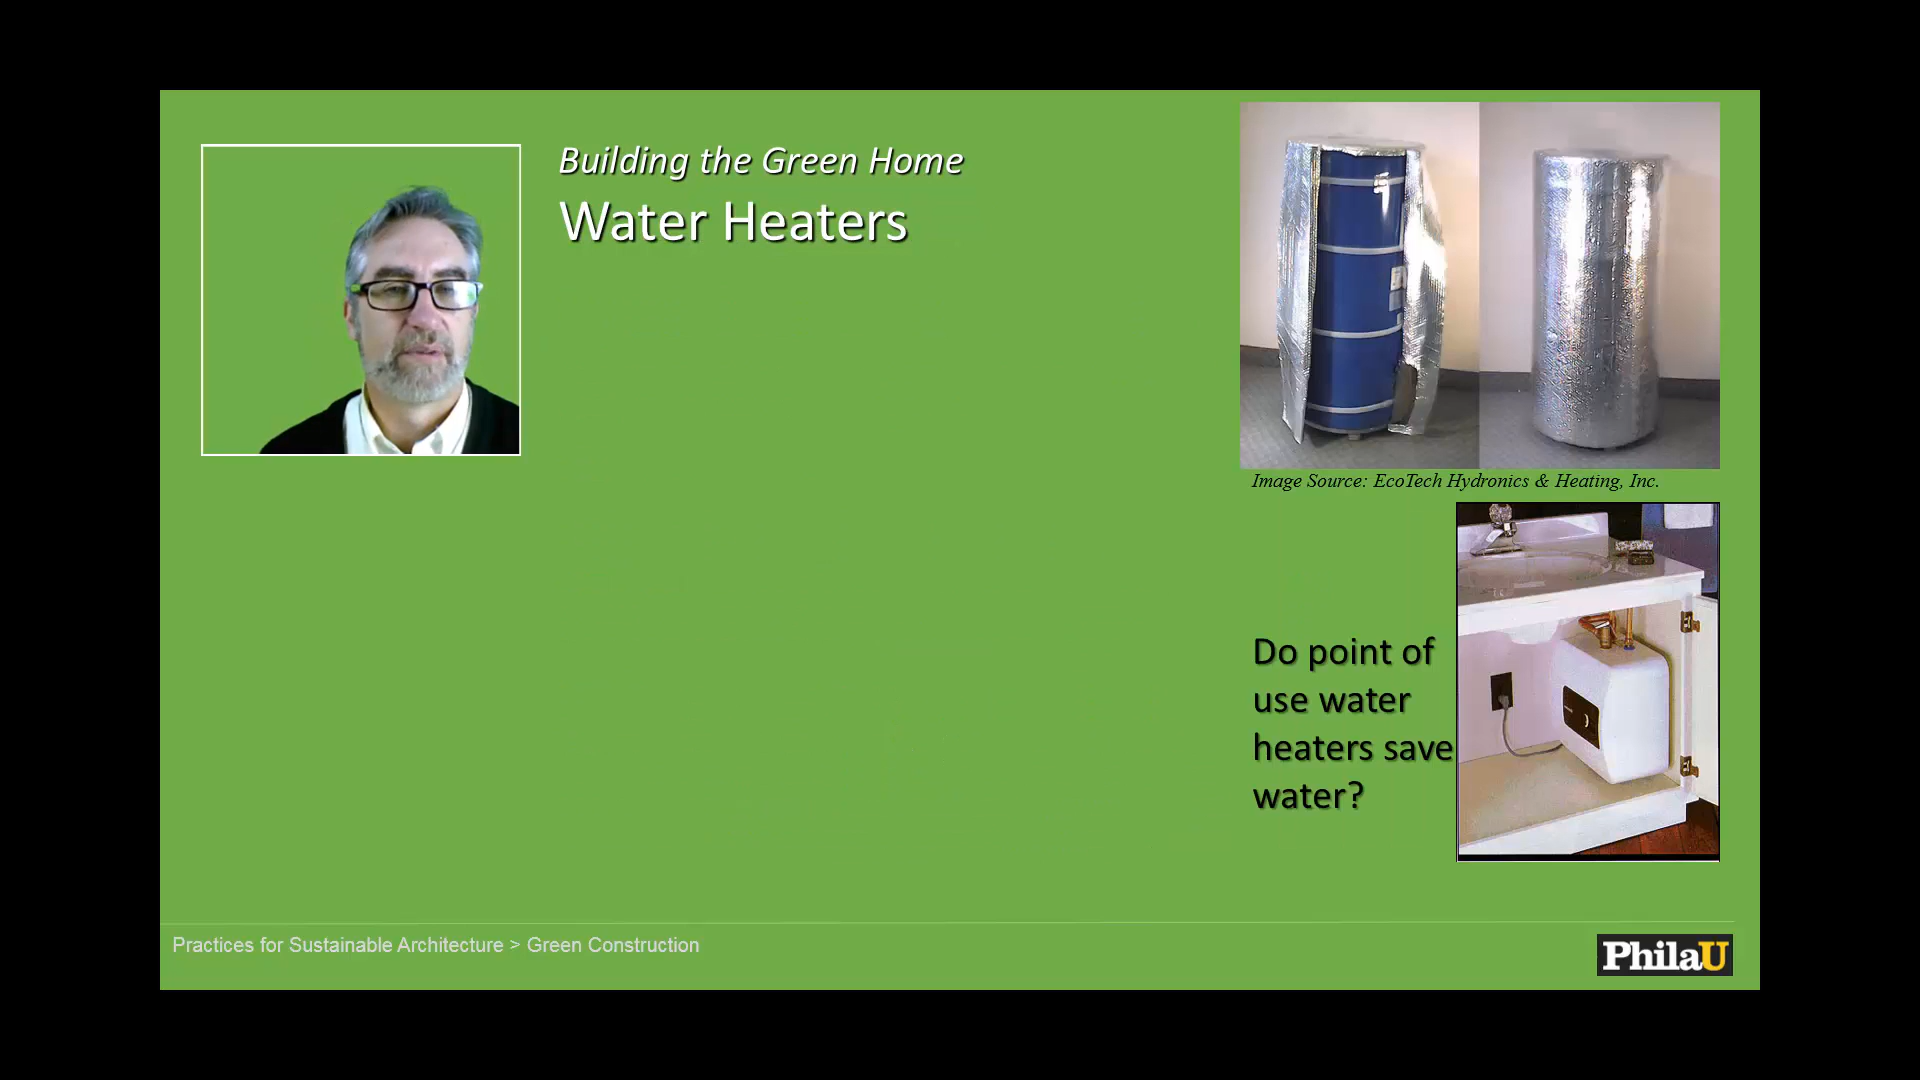 Building the Green Home
Water Heaters
Image Source: EcoTech Hydronics & Heating, Inc.
Do point of
use water
heaters save
water?
Practices for Sustainable Architecture > Green Construction
PhilaU